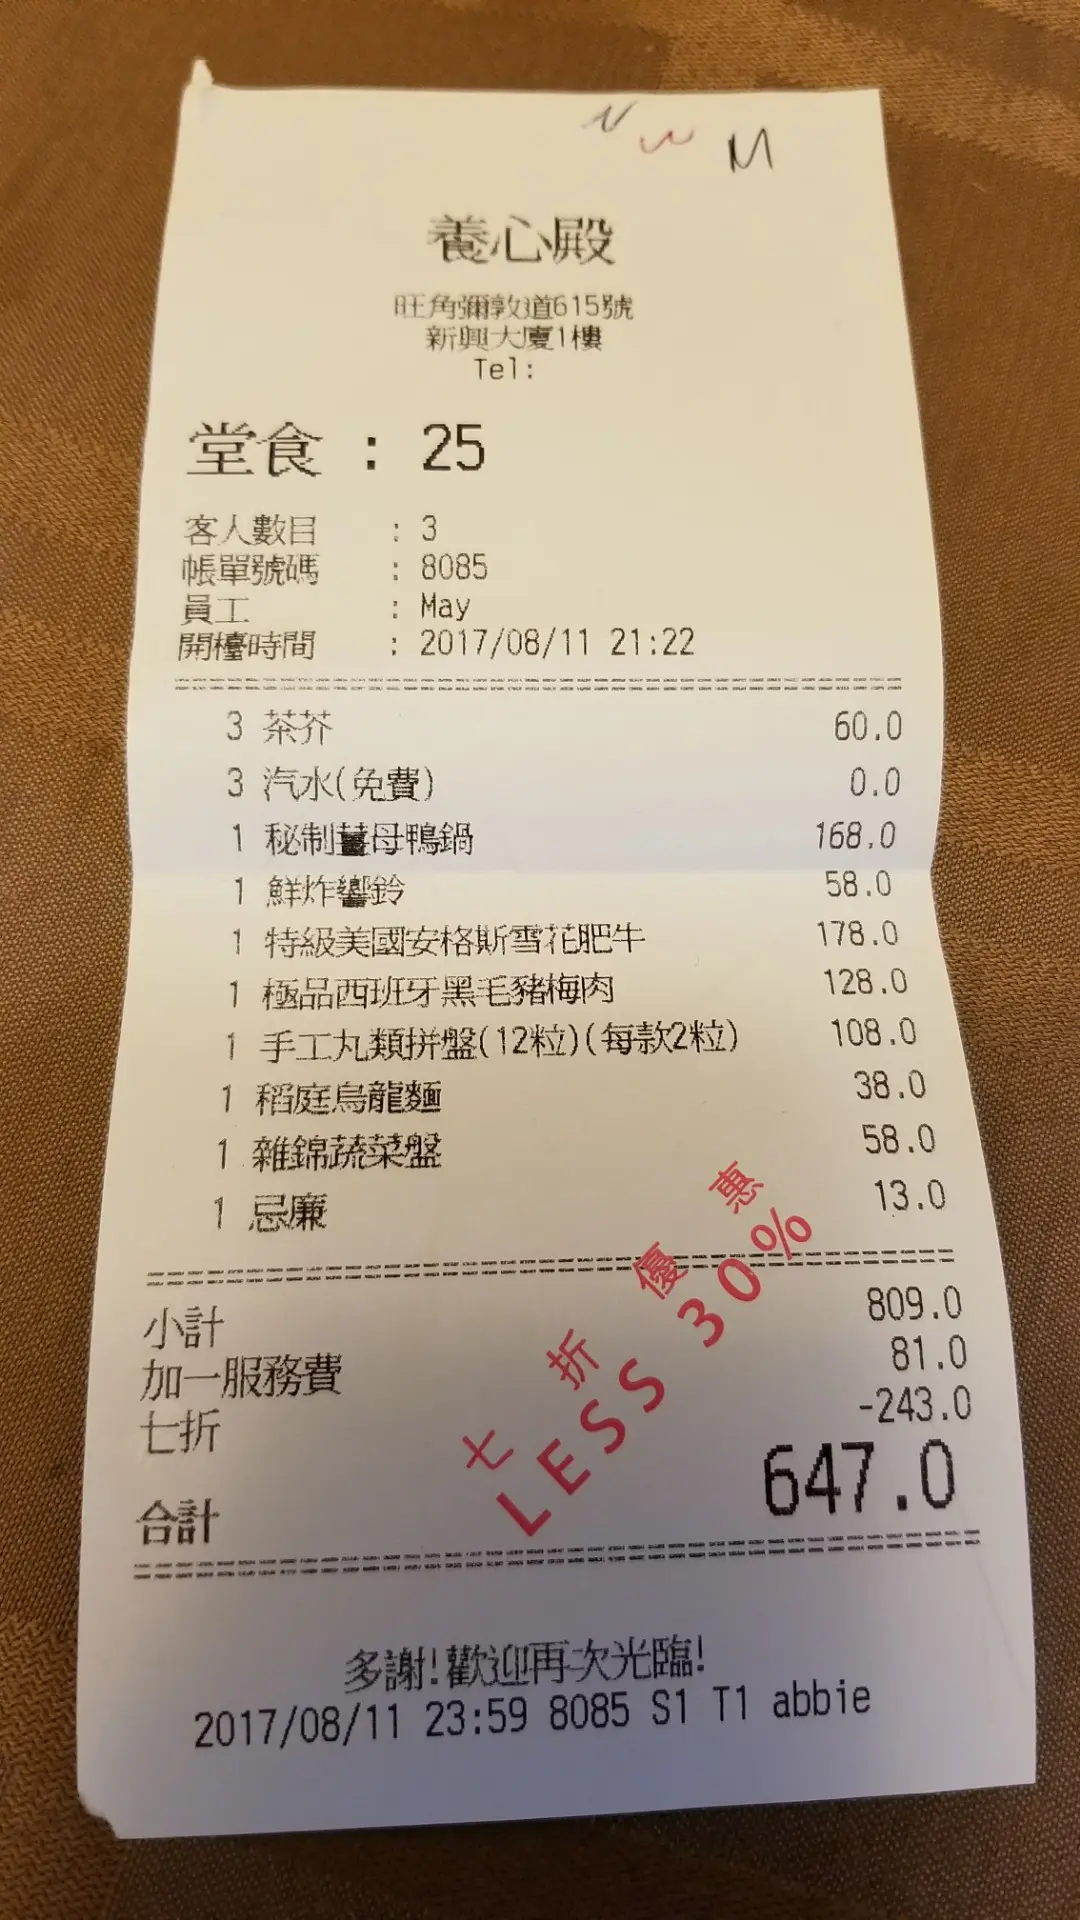 養心殿
旺角彌敦道615號
新興大廈1樓
Tel:
堂食 : 25
客人數目 : 3
帳單號碼 : 8085
員工 : May
開檯時間 : 2017/08/11 21:22
3 茶芥 60.0
3 汽水(免費) 0.0
1 秘制薑母鴨鍋 168.0
1 鮮炸響鈴 58.0
1 特級美國安格斯雪花肥牛 178.0
1 極品西班牙黑毛豬梅肉 128.0
1 手工丸類拼盤(12粒)(每款2粒) 108.0
1 稻庭烏龍麵 38.0
1 雜錦蔬菜盤 58.0
1 忌廉 13.0
小計 809.0
加一服務費 81.0
七折 -243.0
合計 647.0
七折優惠
LESS 30%
多謝!歡迎再次光臨!
2017/08/11 23:59 8085 S1 T1 abbie